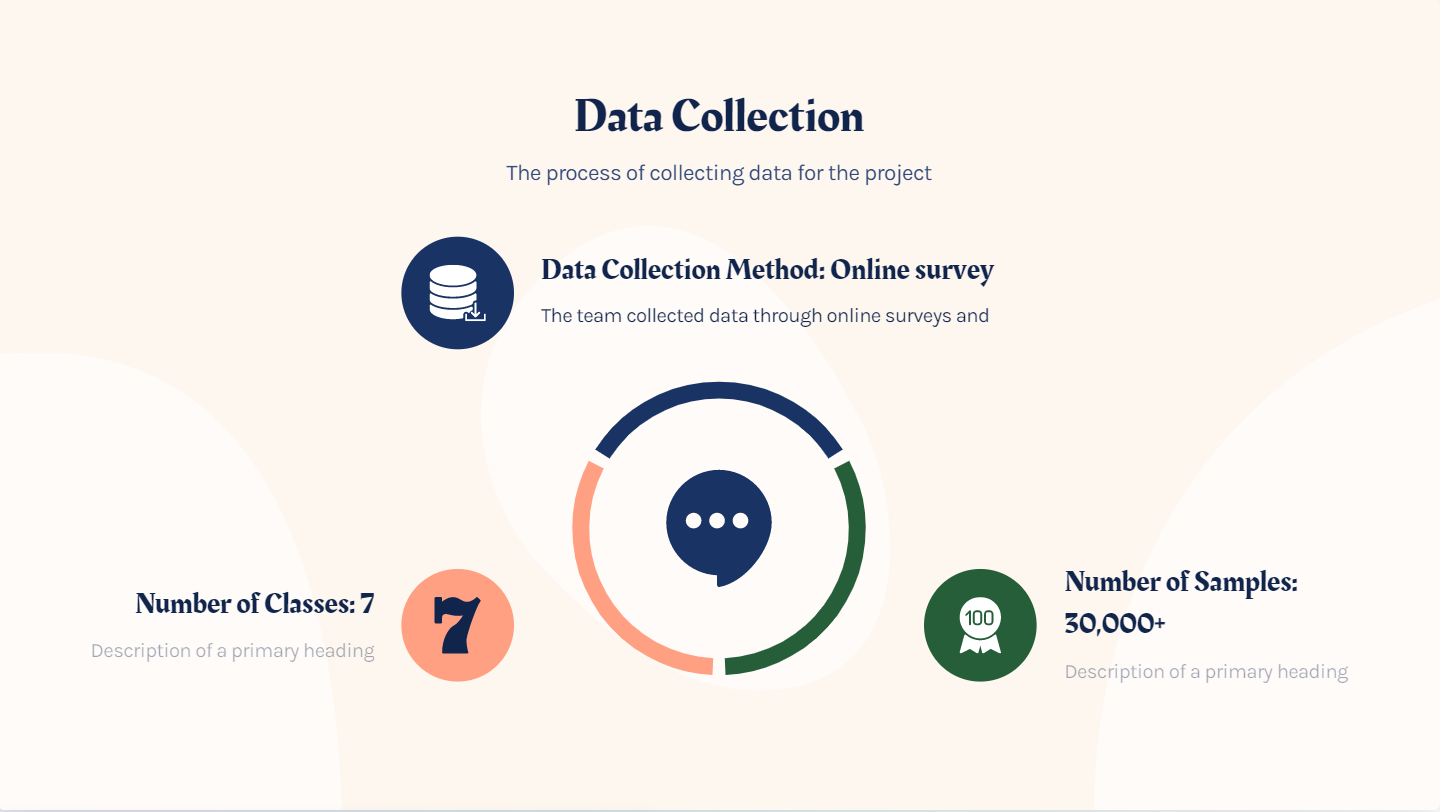 Data Collection
The process of collecting data for the project
Data Collection Method: Online survey
The team collected data through online surveys and
Number of Classes: 7
Description of a primary heading
7
100
Number of Samples:
30,000+
Description of a primary heading